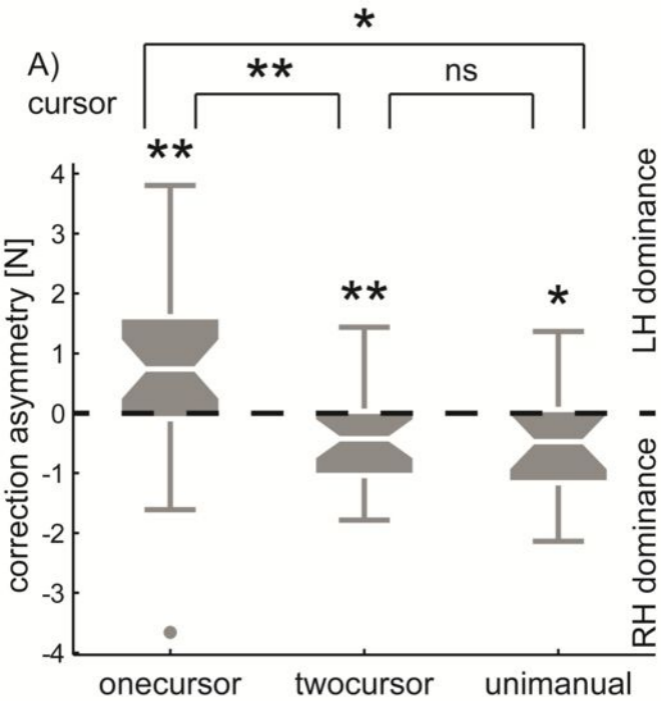 *
A)
**
ns
cursor
**
4
3
2
1
0
-1
-2
-3
-4
correction asymmetry [N]
**
*
LH dominance
RH dominance
onecursor twocursor unimanual